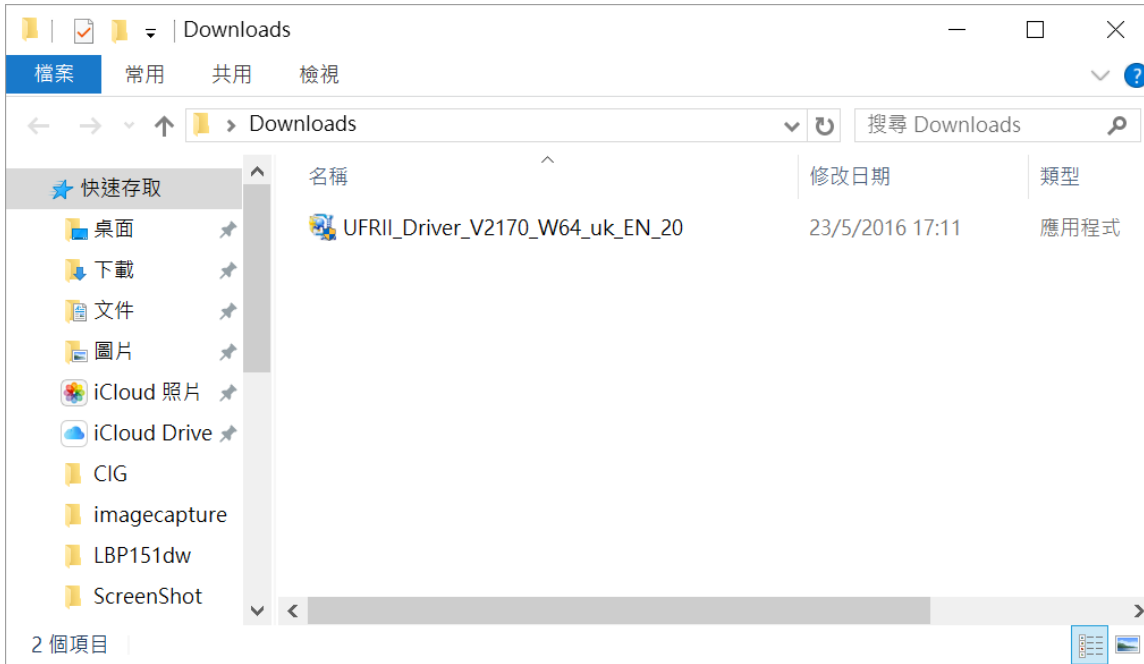 Downloads
檔案 常用 共用 檢視 ?
Downloads 搜尋 Downloads
名稱 修改日期 類型
快速存取
UFRII_Driver_V2170_W64_uk_EN_20 23/5/2016 17:11 應用程式
桌面
下載
文件
圖片
iCloud 照片
iCloud Drive
CIG
imagecapture
LBP151dw
ScreenShot
2 個項目